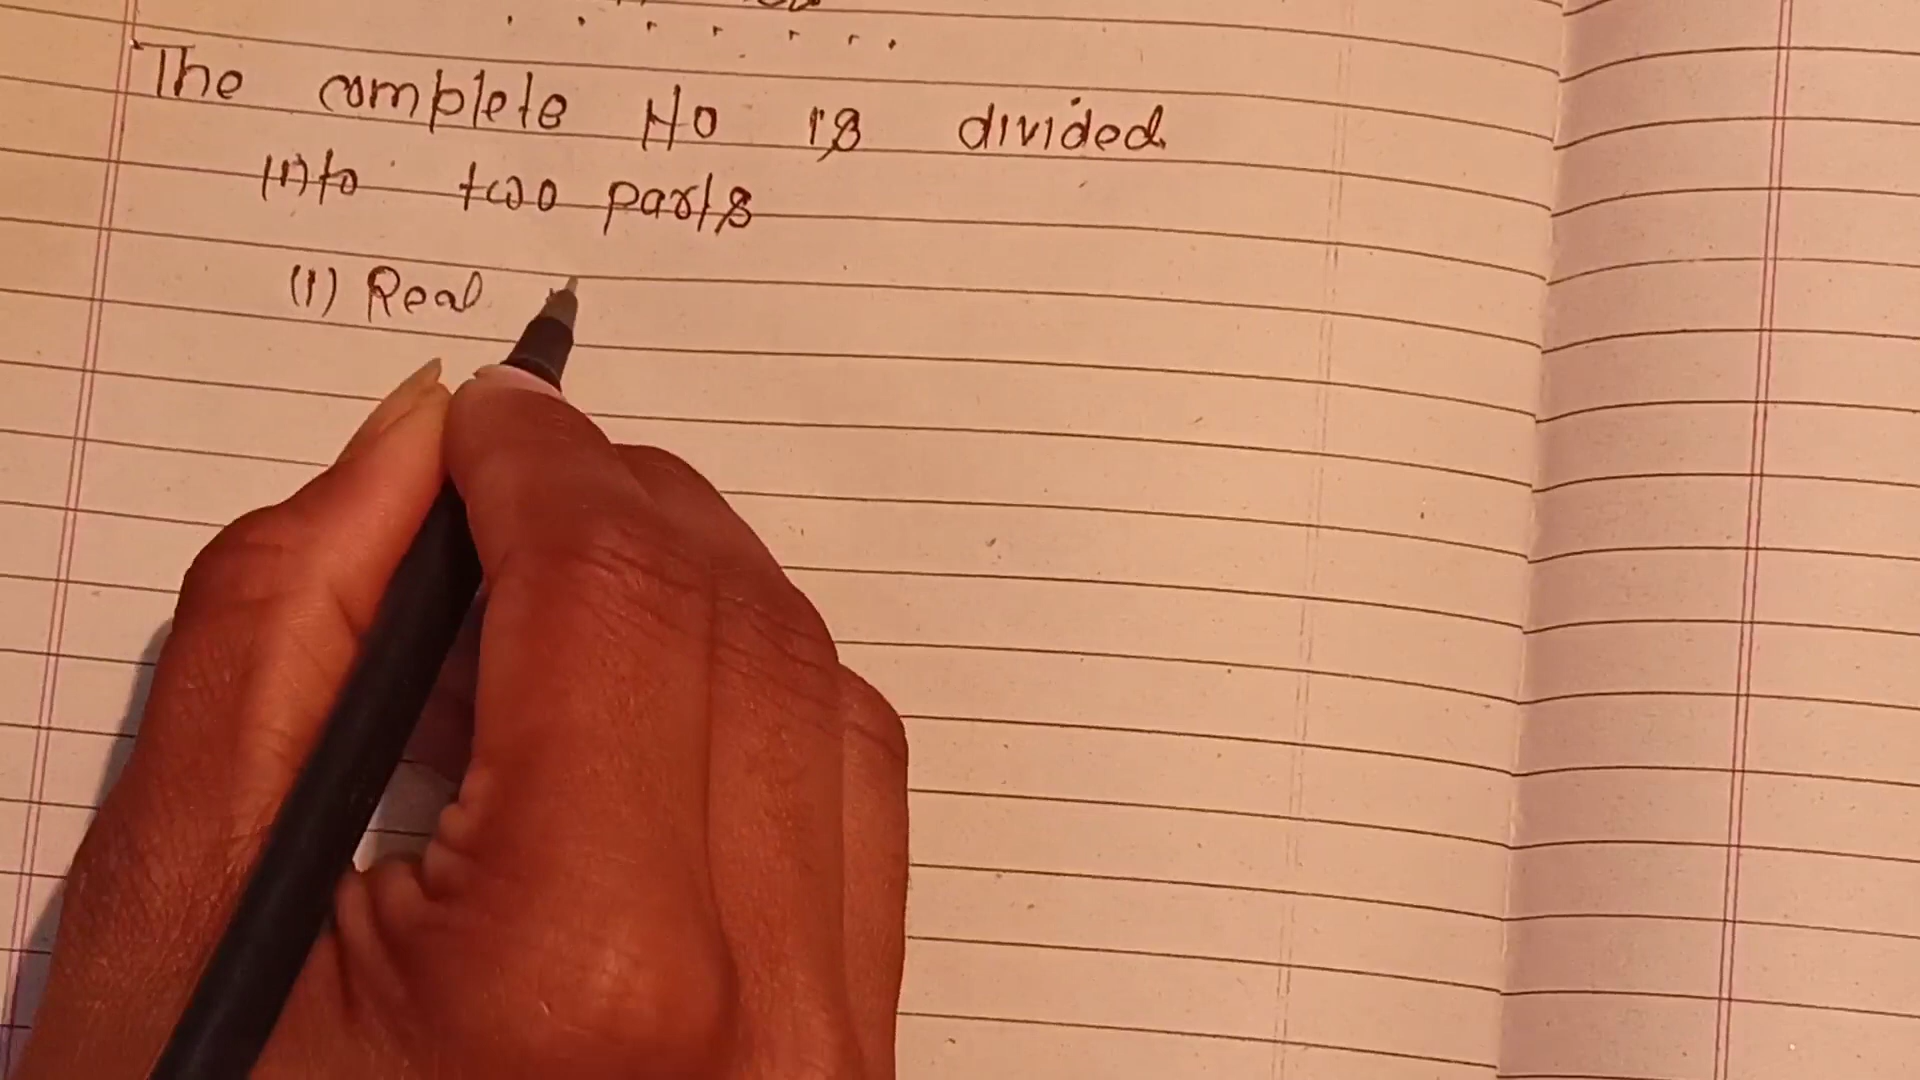 The complete No is divided
into two parts
(1) Real